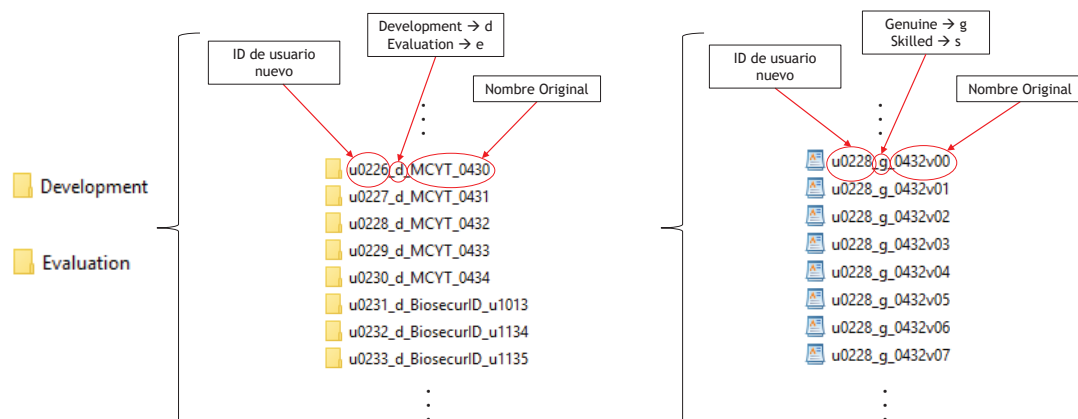 Development
Evaluation
ID de usuario
nuevo
Development → d
Evaluation → e
Nombre Original
u0226_d_MCYT_0430
u0227_d_MCYT_0431
u0228_d_MCYT_0432
u0229_d_MCYT_0433
u0230_d_MCYT_0434
u0231_d_BiosecurID_u1013
u0232_d_BiosecurID_u1134
u0233_d_BiosecurID_u1135
ID de usuario
nuevo
Genuine → g
Skilled → s
Nombre Original
u0228_g_0432v00
u0228_g_0432v01
u0228_g_0432v02
u0228_g_0432v03
u0228_g_0432v04
u0228_g_0432v05
u0228_g_0432v06
u0228_g_0432v07